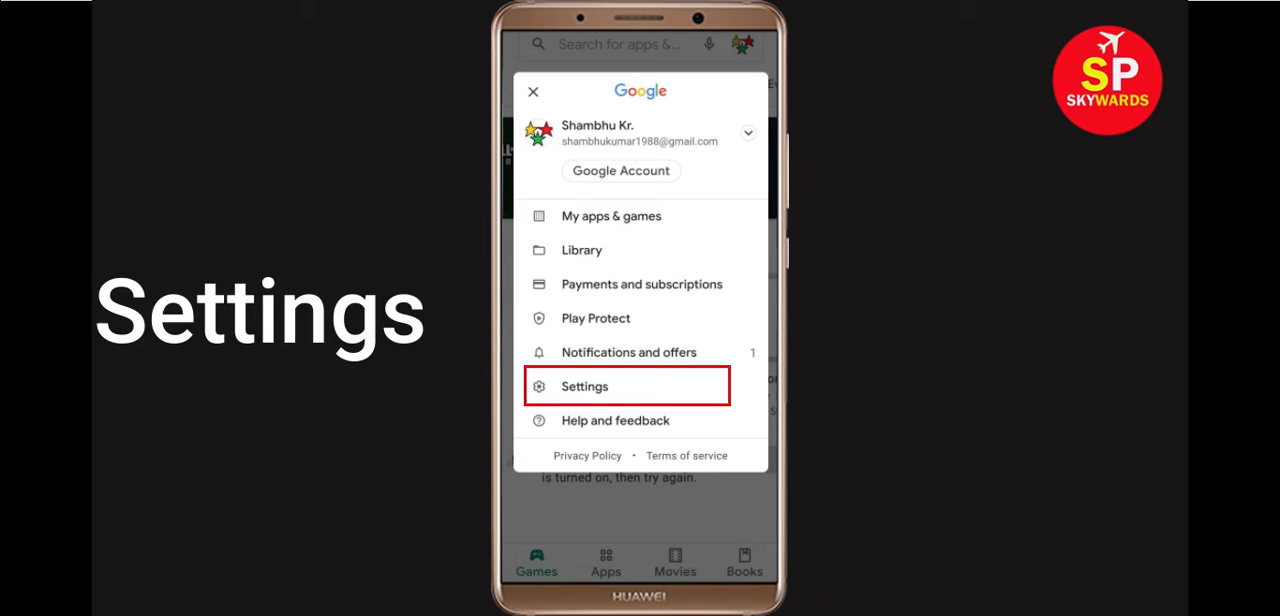 Search for apps &...
SP
SKYWARDS
Google
Shambhu Kr.
shambhukumar1988@gmail.com
Google Account
My apps & games
Library
Payments and subscriptions
Play Protect
Notifications and offers 1
Settings
Settings
Help and feedback
Privacy Policy • Terms of service
is turned on, then try again.
Games Apps Movies Books
HUAWEI